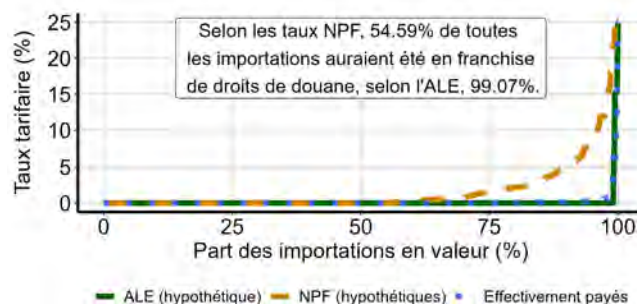 Taux tarifaire (%)
25
20
15
10
5
0
Selon les taux NPF, 54.59% de toutes
les importations auraient été en franchise
de droits de douane, selon l'ALE, 99.07%.
0 25 50 75 100
Part des importations en valeur (%)
ALE (hypothétique) NPF (hypothétiques) Effectivement payés